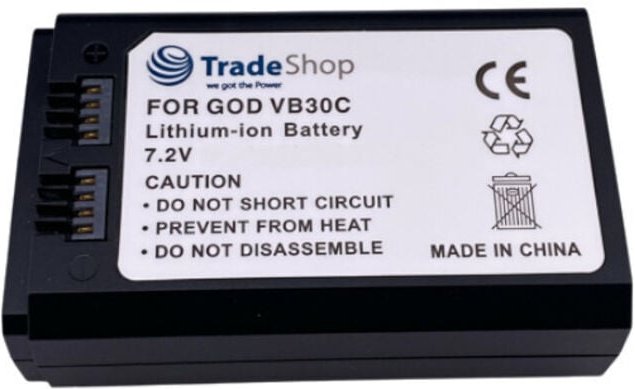 TradeShop
we got the Power
CE
FOR GOD VB30C
Lithium-ion Battery
7.2V
CAUTION
• DO NOT SHORT CIRCUIT
• PREVENT FROM HEAT
• DO NOT DISASSEMBLE
MADE IN CHINA